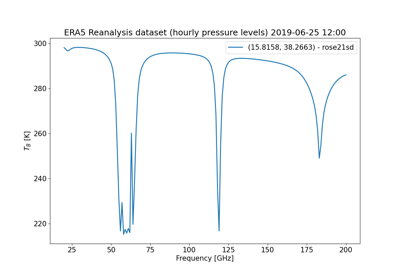 ERA5 Reanalysis dataset (hourly pressure levels) 2019-06-25 12:00
(15.8158, 38.2663) - rose21sd
300
280
260
240
220
T_B [K]
25 50 75 100 125 150 175 200
Frequency [GHz]